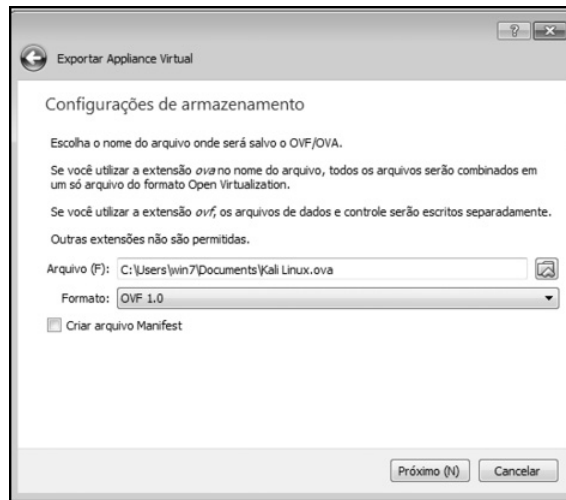 Exportar Appliance Virtual
Configurações de armazenamento
Escolha o nome do arquivo onde será salvo o OVF/OVA.
Se você utilizar a extensão ova no nome do arquivo, todos os arquivos serão combinados em
um só arquivo do formato Open Virtualization.
Se você utilizar a extensão ovf, os arquivos de dados e controle serão escritos separadamente.
Outras extensões não são permitidas.
Arquivo (F): C:\Users\win7\Documents\Kali Linux.ova
Formato: OVF 1.0
Criar arquivo Manifest
Próximo (N) Cancelar